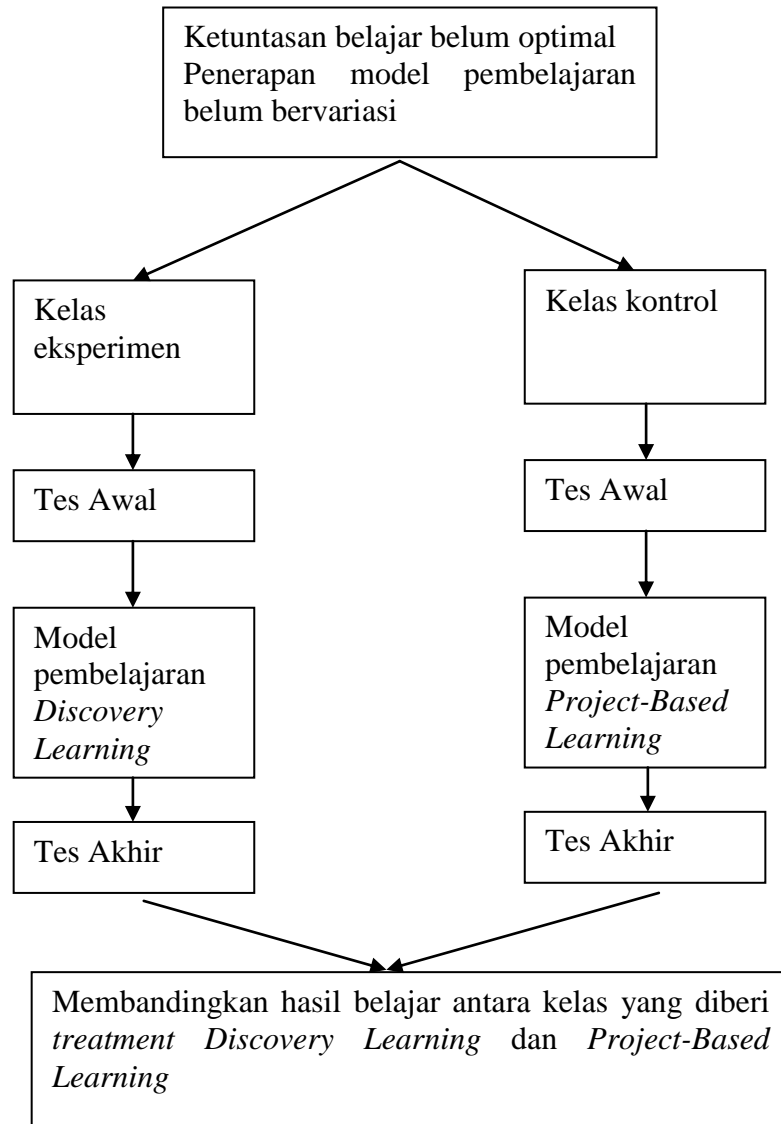 Ketuntasan belajar belum optimal
Penerapan model pembelajaran
belum bervariasi
Kelas
eksperimen
Kelas kontrol
Tes Awal
Tes Awal
Model
pembelajaran
Discovery
Learning
Model
pembelajaran
Project-Based
Learning
Tes Akhir
Tes Akhir
Membandingkan hasil belajar antara kelas yang diberi
treatment Discovery Learning dan Project-Based
Learning